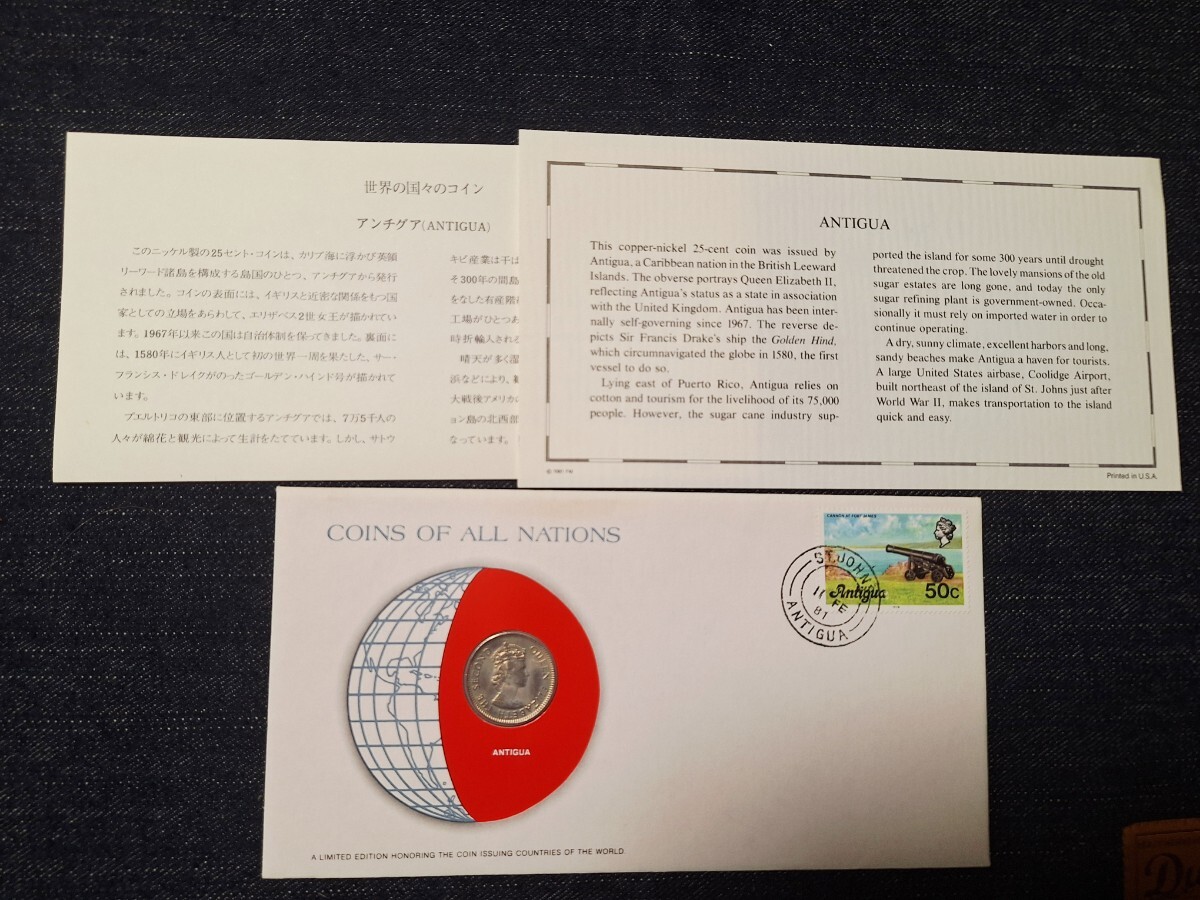 世界の国々のコイン
アンチグア(ANTIGUA)
このニッケル製の25セント・コインは、カリブ海に浮かび英領
リーワード諸島を構成する島国のひとつ、アンチグアから発行
されました。コインの表面には、イギリスと近密な関係をもつ国
家としての立場をあらわして、エリザベス2世女王が描かれてい
ます。1967年以来この国は自治体制を保ってきました。裏面に
は、1580年にイギリス人として初の世界一周を果たした、サー・
フランシス・ドレイクがのったゴールデン・ハインド号が描かれて
います。
プエルトリコの東部に位置するアンチグアでは、7万5千人の
人々が綿花と観光によって生計をたてています。しかし、サトウ
キビ産業は干ば
そ300年の間島
をなした有産階
工場がひとつあ
時折輸入される
晴天が多く湿
浜などにより、
大戦後アメリカ
ョン島の北西部
なっています。
ANTIGUA
This copper-nickel 25-cent coin was issued by
Antigua, a Caribbean nation in the British Leeward
Islands. The obverse portrays Queen Elizabeth II,
reflecting Antigua's status as a state in association
with the United Kingdom. Antigua has been inter-
nally self-governing since 1967. The reverse de-
picts Sir Francis Drake's ship the Golden Hind,
which circumnavigated the globe in 1580, the first
vessel to do so.
Lying east of Puerto Rico, Antigua relies on
cotton and tourism for the livelihood of its 75,000
people. However, the sugar cane industry sup-
ported the island for some 300 years until drought
threatened the crop. The lovely mansions of the old
sugar estates are long gone, and today the only
sugar refining plant is government-owned. Occa-
sionally it must rely on imported water in order to
continue operating.
A dry, sunny climate, excellent harbors and long,
sandy beaches make Antigua a haven for tourists.
A large United States airbase, Coolidge Airport,
built northeast of the island of St. Johns just after
World War II, makes transportation to the island
quick and easy.
Printed in U.S.A.
COINS OF ALL NATIONS
CANNON AT FORT JAMES
Antigua 50c
ST. JOHN'S
FE
81
ANTIGUA
QUEEN ELIZABETH THE SECOND
ANTIGUA
A LIMITED EDITION HONORING THE COIN ISSUING COUNTRIES OF THE WORLD